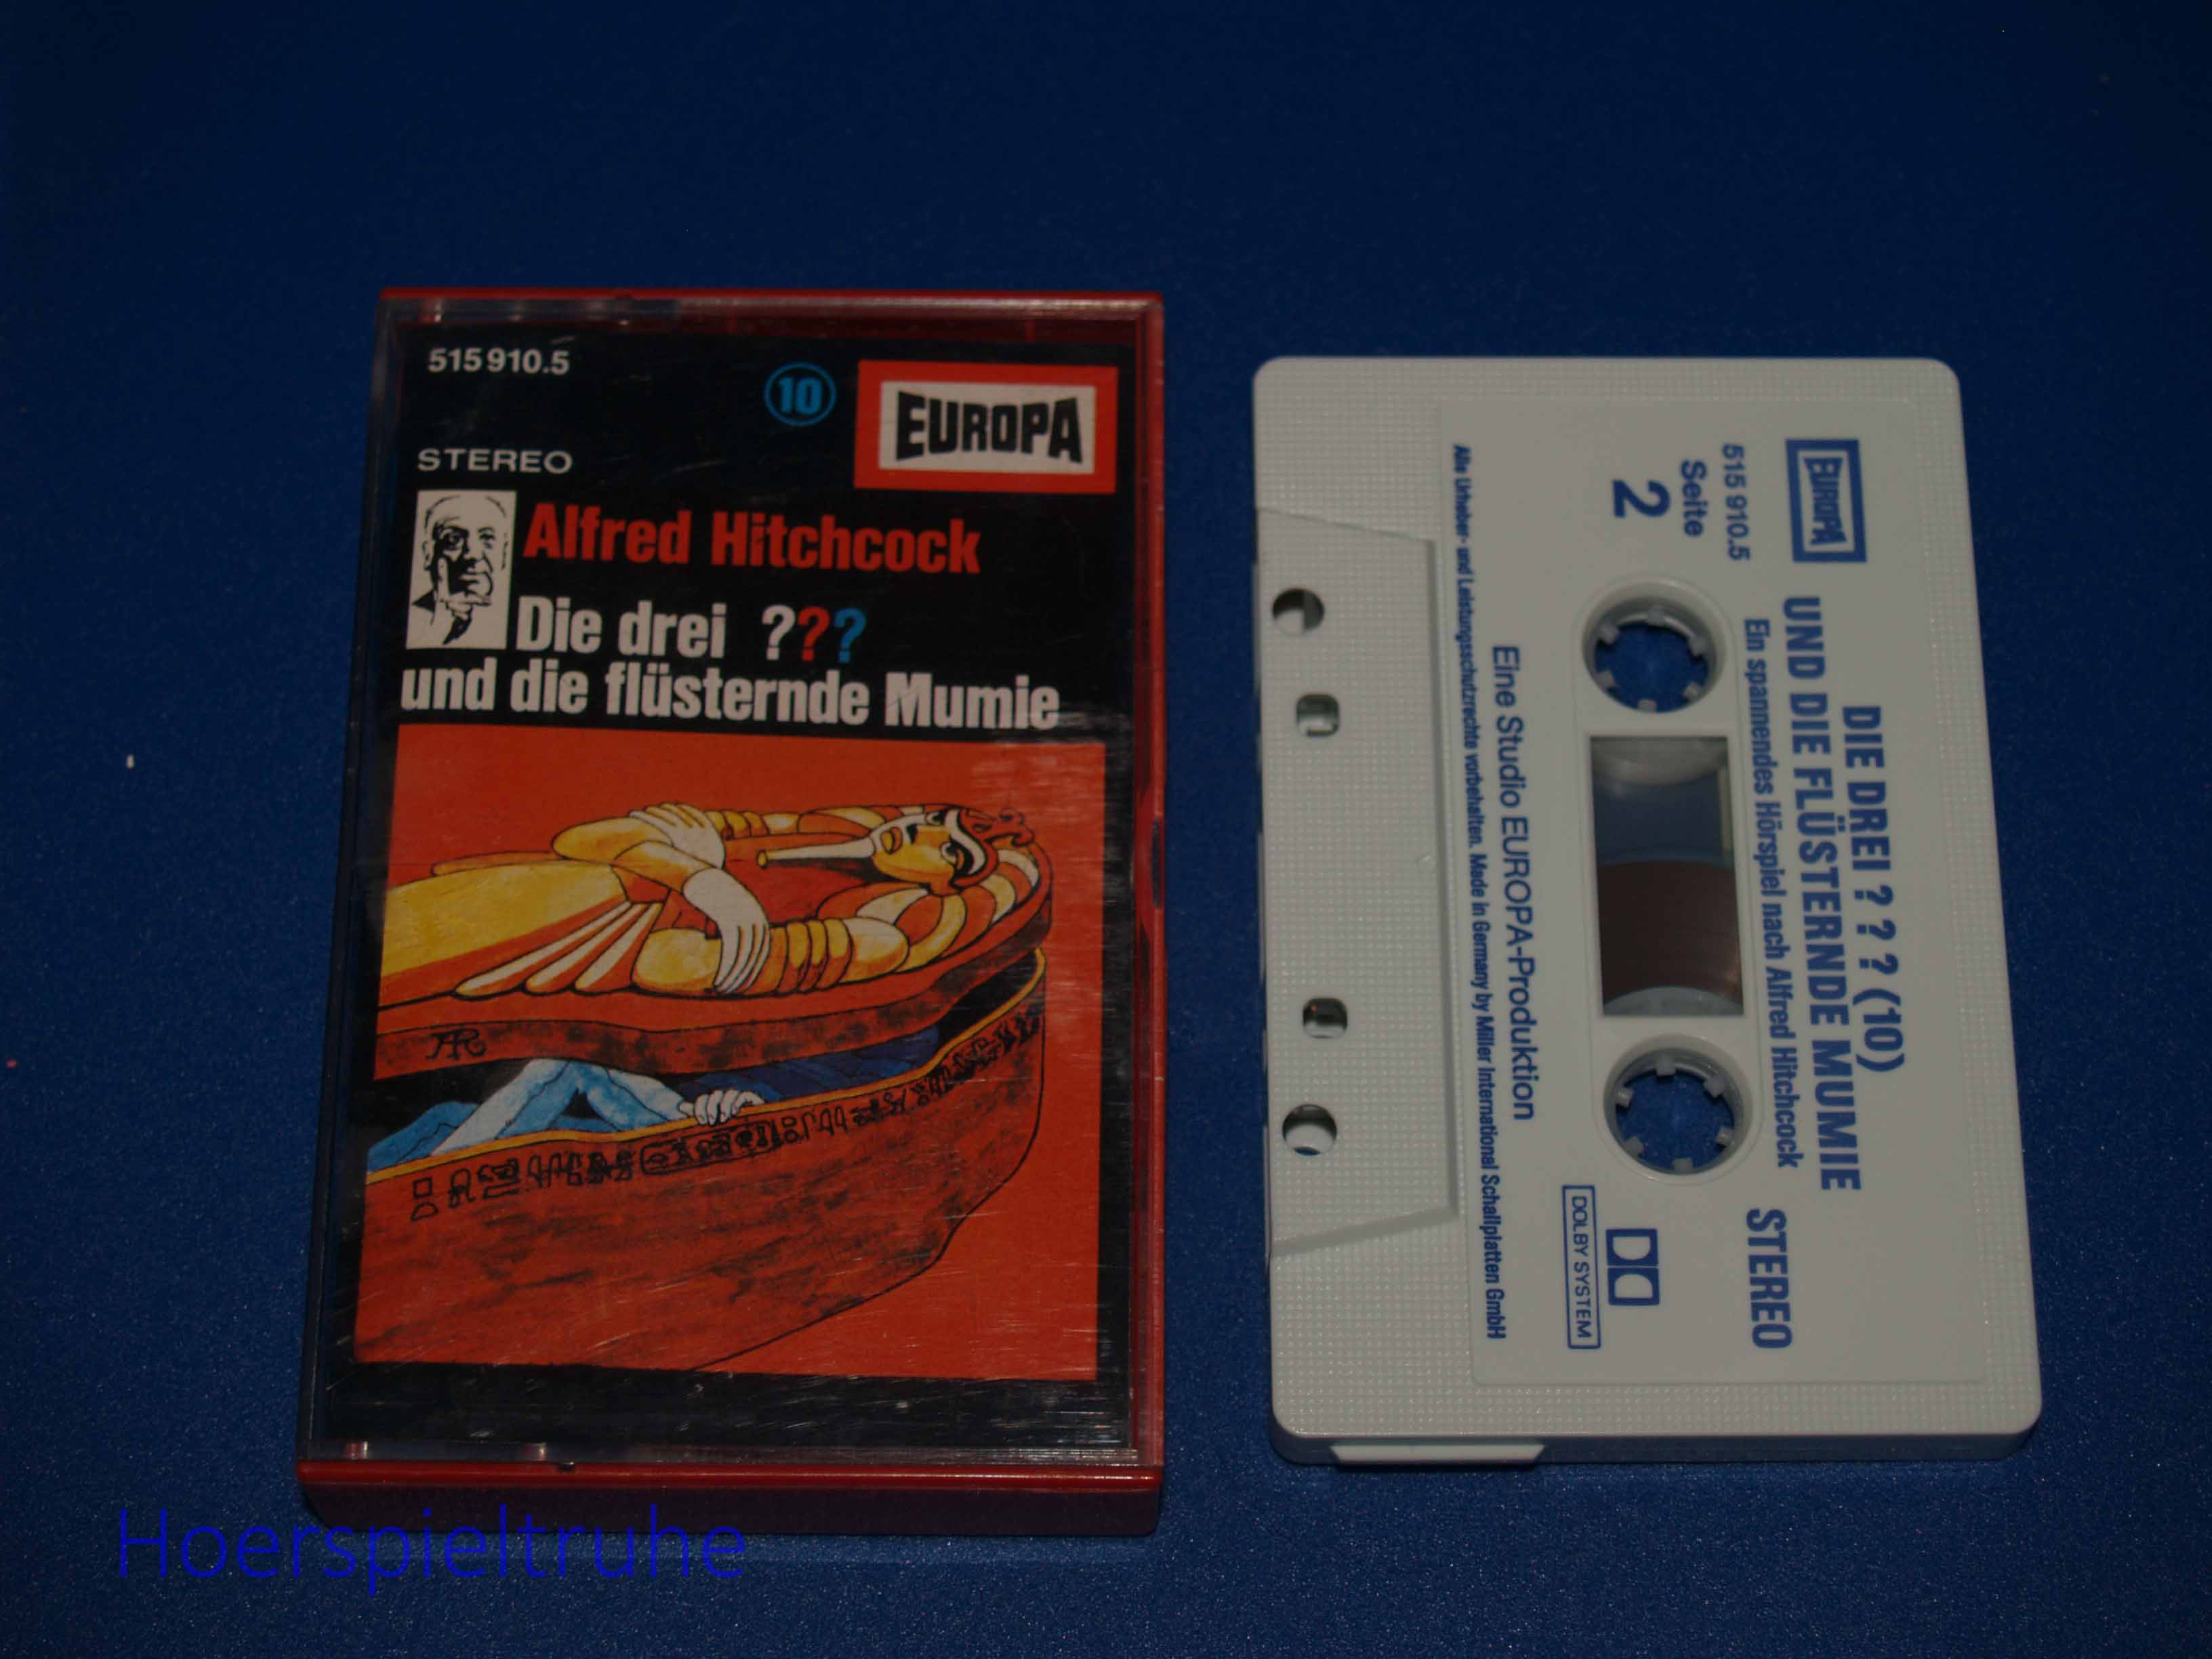 515 910.5
10
EUROPA
STEREO
Alfred Hitchcock
Die drei ???
und die flüsternde Mumie
AR
EUROPA
DIE DREI ? ? ? (10)
UND DIE FLÜSTERNDE MUMIE
515 910.5
Ein spannendes Hörspiel nach Alfred Hitchcock
STEREO
Seite
2
DOLBY SYSTEM
Eine Studio EUROPA-Produktion
Alle Urheber- und Leistungsschutzrechte vorbehalten. Made in Germany by Miller International Schallplatten GmbH
Hoerspieltruhe